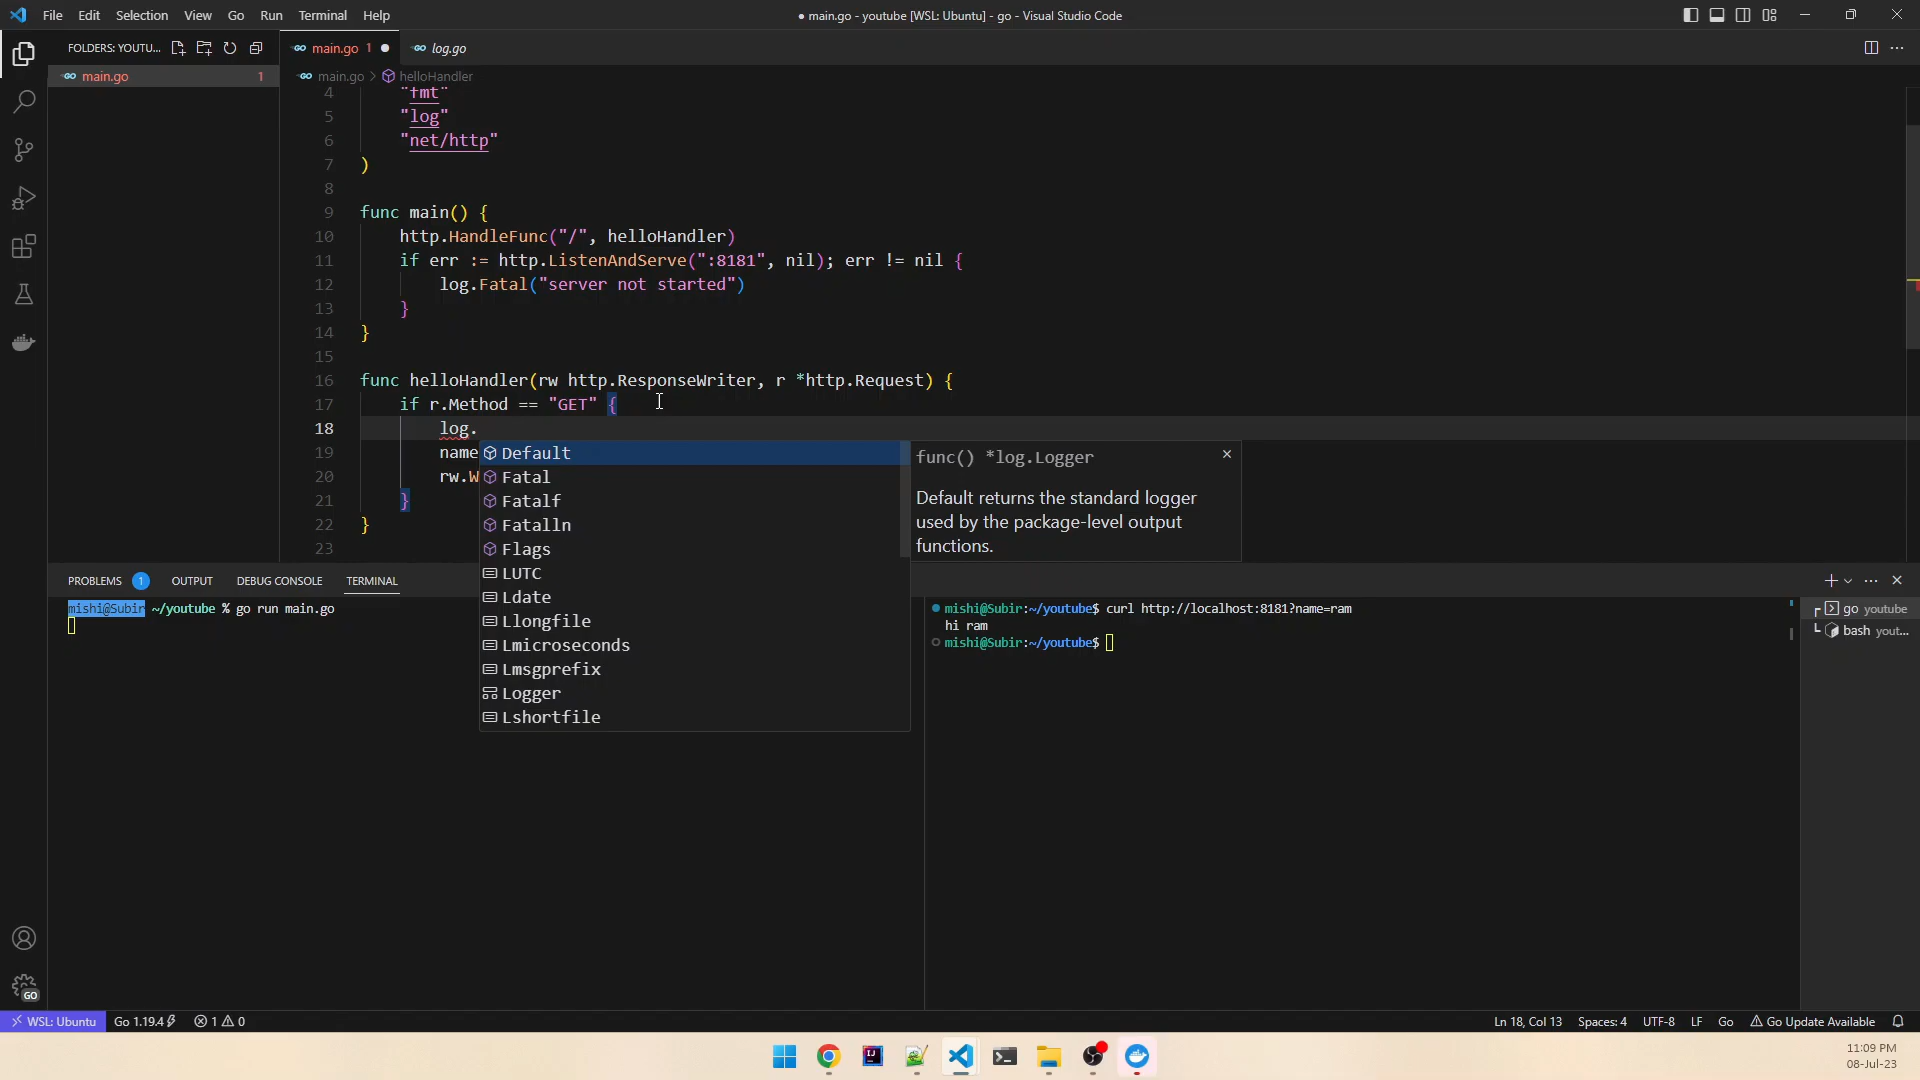 File Edit Selection View Go Run Terminal Help
● main.go - youtube [WSL: Ubuntu] - go - Visual Studio Code
FOLDERS: YOUTU...
main.go 1
log.go
main.go 1
main.go > helloHandler
4 "fmt"
5 "log"
6 "net/http"
7 )
8
9 func main() {
10 http.HandleFunc("/", helloHandler)
11 if err := http.ListenAndServe(":8181", nil); err != nil {
12 log.Fatal("server not started")
13 }
14 }
15
16 func helloHandler(rw http.ResponseWriter, r *http.Request) {
17 if r.Method == "GET" {
18 log.
19 name
20 rw.W
21 }
22 }
23
Default
Fatal
Fatalf
Fatalln
Flags
LUTC
Ldate
Llongfile
Lmicroseconds
Lmsgprefix
Logger
Lshortfile
func() *log.Logger
Default returns the standard logger
used by the package-level output
functions.
PROBLEMS 1 OUTPUT DEBUG CONSOLE TERMINAL
mishi@Subir ~/youtube % go run main.go
mishi@Subir:~/youtube$ curl http://localhost:8181?name=ram
hi ram
mishi@Subir:~/youtube$
go youtube
bash yout...
GO
WSL: Ubuntu Go 1.19.4 1 0
Ln 18, Col 13 Spaces: 4 UTF-8 LF Go Go Update Available
11:09 PM
08-Jul-23